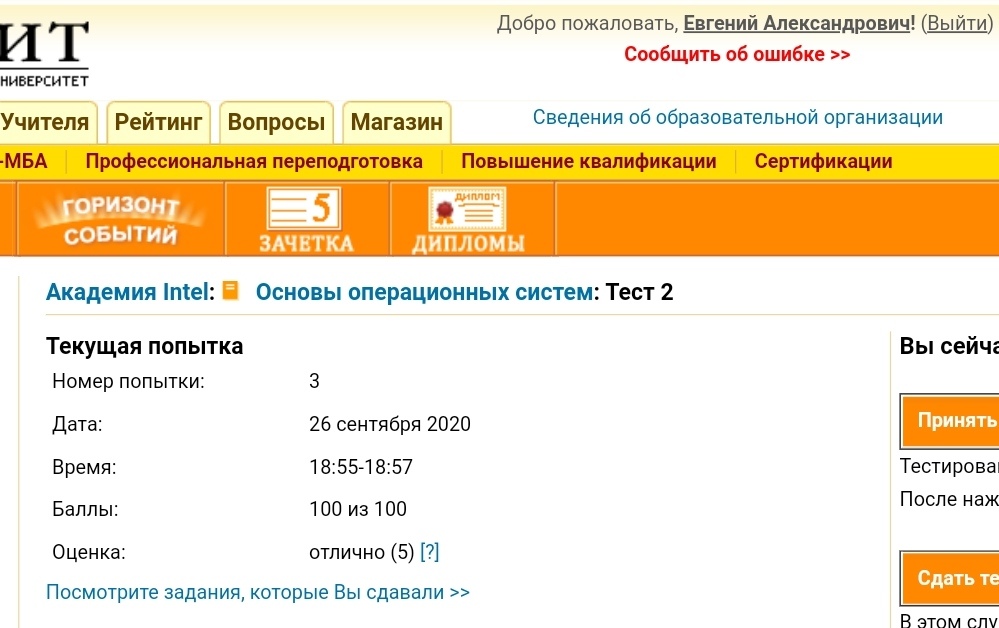 ИТ
НИВЕРСИТЕТ
Добро пожаловать, Евгений Александрович! (Выйти)
Сообщить об ошибке >>
Учителя
Рейтинг
Вопросы
Магазин
Сведения об образовательной организации
-МБА
Профессиональная переподготовка
Повышение квалификации
Сертификации
ГОРИЗОНТ
СОБЫТИЙ
5
ЗАЧЕТКА
ДИПЛОМ
ДИПЛОМЫ
Академия Intel: Основы операционных систем: Тест 2
Текущая попытка
Номер попытки: 3
Дата: 26 сентября 2020
Время: 18:55-18:57
Баллы: 100 из 100
Оценка: отлично (5) [?]
Посмотрите задания, которые Вы сдавали >>
Вы сейча
Принять
Тестирова
После наж
Сдать те
В этом слу